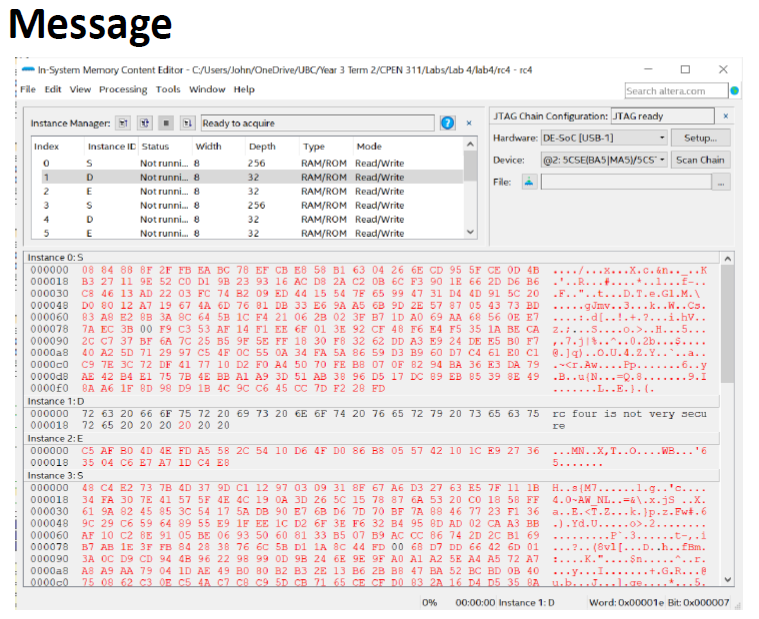 Message
In-System Memory Content Editor - C:/Users/John/OneDrive/UBC/Year 3 Term 2/CPEN 311/Labs/Lab 4/lab4/rc4 - rc4
File Edit View Processing Tools Window Help
Search altera.com
Instance Manager: Ready to acquire
JTAG Chain Configuration: JTAG ready
Hardware: DE-SoC [USB-1] Setup...
Device: @2: 5CSE(BA5|MA5)/5CS Scan Chain
File: ...
Index Instance ID Status Width Depth Type Mode
0 S Not runni... 8 256 RAM/ROM Read/Write
1 D Not runni... 8 32 RAM/ROM Read/Write
2 E Not runni... 8 32 RAM/ROM Read/Write
3 S Not runni... 8 256 RAM/ROM Read/Write
4 D Not runni... 8 32 RAM/ROM Read/Write
5 E Not runni... 8 32 RAM/ROM Read/Write
Instance 0: S
000000 08 84 88 8F 2F FB EA BC 78 EF CB E8 58 B1 63 04 26 6E CD 95 5F CE 0D 4B
000018 B3 27 11 9E 52 C0 D1 9B 23 93 16 AC D8 2A C2 0B 6C F3 90 1E 66 2D D6 B6
000030 C8 46 13 AD 22 03 FC 74 B2 09 ED 44 15 54 7F 65 99 47 31 D4 4D 91 5C 20
000048 D0 80 12 A7 19 67 4A 6D 76 81 DB 33 E6 9A A5 6B 9D 2E 57 87 05 43 73 BD
000060 83 A8 E2 8B 3A 8C 64 5B 1C F4 21 06 2B 02 3F B7 1D A0 69 AA 68 56 0E E7
000078 7A EC 3B 00 F9 C3 53 AF 14 F1 EE 6F 01 3E 92 CF 48 F6 E4 F5 35 1A BE CA
000090 2C C7 37 BF 6A 7C 25 B5 9F 5E FF 18 30 F8 32 62 DD A3 E9 24 DE E5 B0 F7
0000a8 40 A2 5D 71 29 97 C5 4F 0C 55 0A 34 FA 5A 86 59 D3 B9 60 D7 C4 61 E0 C1
0000c0 C9 7E 3C 72 DF 41 77 10 D2 F0 A4 50 70 FE B8 07 0F 82 94 BA 36 E3 DA 79
0000d8 AE 42 B4 E1 75 7B 4E BB A1 A9 3D 51 AB 38 96 D5 17 DC 89 EB 85 39 8E 49
0000f0 8A A6 1F 8D 98 D9 1B 4C 9C C6 45 CC 7D F2 28 FD
Instance 1: D
000000 72 63 20 66 6F 75 72 20 69 73 20 6E 6F 74 20 76 65 72 79 20 73 65 63 75 rc four is not very secu
000018 72 65 20 20 20 20 20 20 re
Instance 2: E
000000 C5 AF B0 4D 4E FD A5 58 2C 54 10 D6 4F D0 86 B8 05 57 42 10 1C E9 27 36
000018 35 04 C6 E7 A7 1D C4 E8 5.......
Instance 3: S
000000 48 C4 E2 73 7B 4D 37 9D C1 12 97 03 09 31 8F 67 A6 D3 27 63 E5 7F 11 1B
000018 34 FA 30 7E 41 57 5F 4E 4C 19 0A 3D 26 5C 15 78 87 6A 53 20 C0 18 58 FF
000030 61 9A 82 45 85 3C 54 17 5A DB 90 E7 6B D6 7D 70 BF 7A 88 46 77 23 F1 36
000048 9C 29 C6 59 64 89 55 E9 1F EE 1C D2 6F 3E F6 32 B4 95 8D AD 02 CA A3 BB
000060 AF 10 C2 8E 91 05 BE 06 93 50 60 81 33 B5 07 B9 AC CC 86 74 2D 2C B1 69
000078 B7 AB 1E 3F FB 84 28 38 76 6C 5B D1 1A 8C 44 FD 00 68 D7 DD 66 42 6D 01
000090 3A 0C D9 CD 94 4B 96 22 98 99 0D 9B 24 6E 9E 9F A0 A1 A2 25 EA A4 A5 72 A7
0000a8 A8 A9 AA 79 04 1D AE 49 B0 80 B2 B3 2E 13 B6 2B B8 47 BA 52 BC BD 0B 40
0000c0 75 08 62 C3 0E C5 4A C7 C8 C9 5D CB 71 65 CE CF D0 83 2A 16 D4 D5 35 8A
0% 00:00:00 Instance 1: D Word: 0x00001e Bit: 0x000007